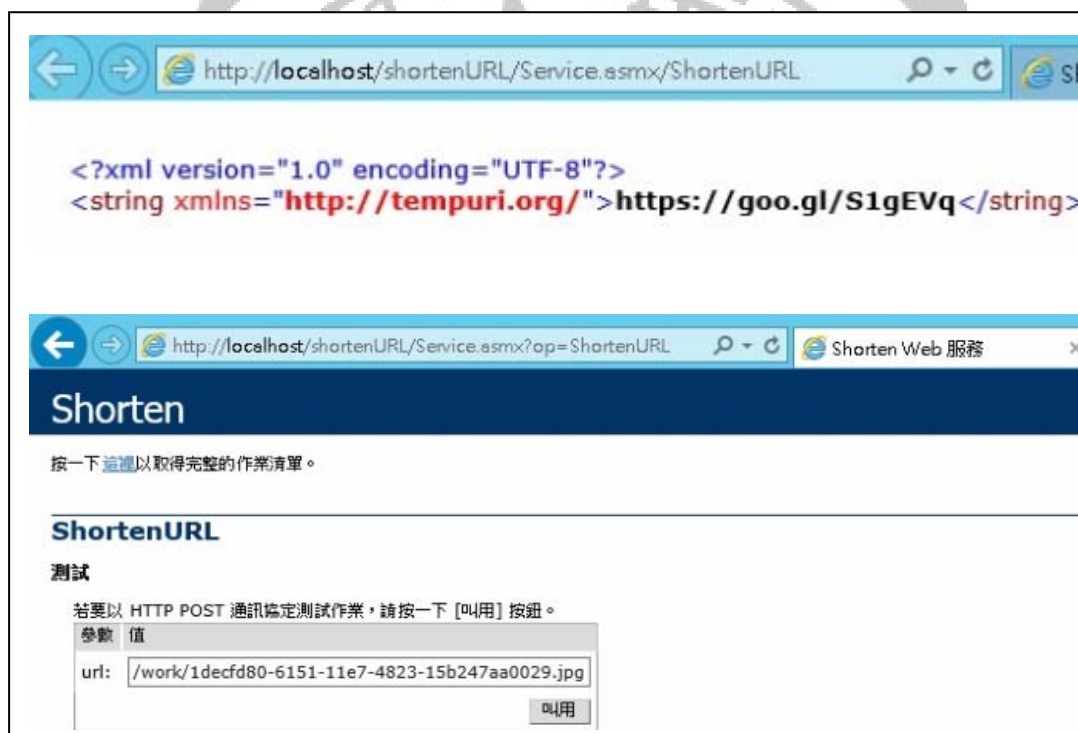 http://localhost/shortenURL/Service.asmx/ShortenURL
<?xml version="1.0" encoding="UTF-8"?>
<string xmlns="http://tempuri.org/">https://goo.gl/S1gEVq</string>
http://localhost/shortenURL/Service.asmx?op=ShortenURL
Shorten Web 服務
Shorten
按一下這裡以取得完整的作業清單。
ShortenURL
測試
若要以 HTTP POST 通訊協定測試作業，請按一下 [叫用] 按鈕。
參數 值
url: /work/1decfd80-6151-11e7-4823-15b247aa0029.jpg
叫用